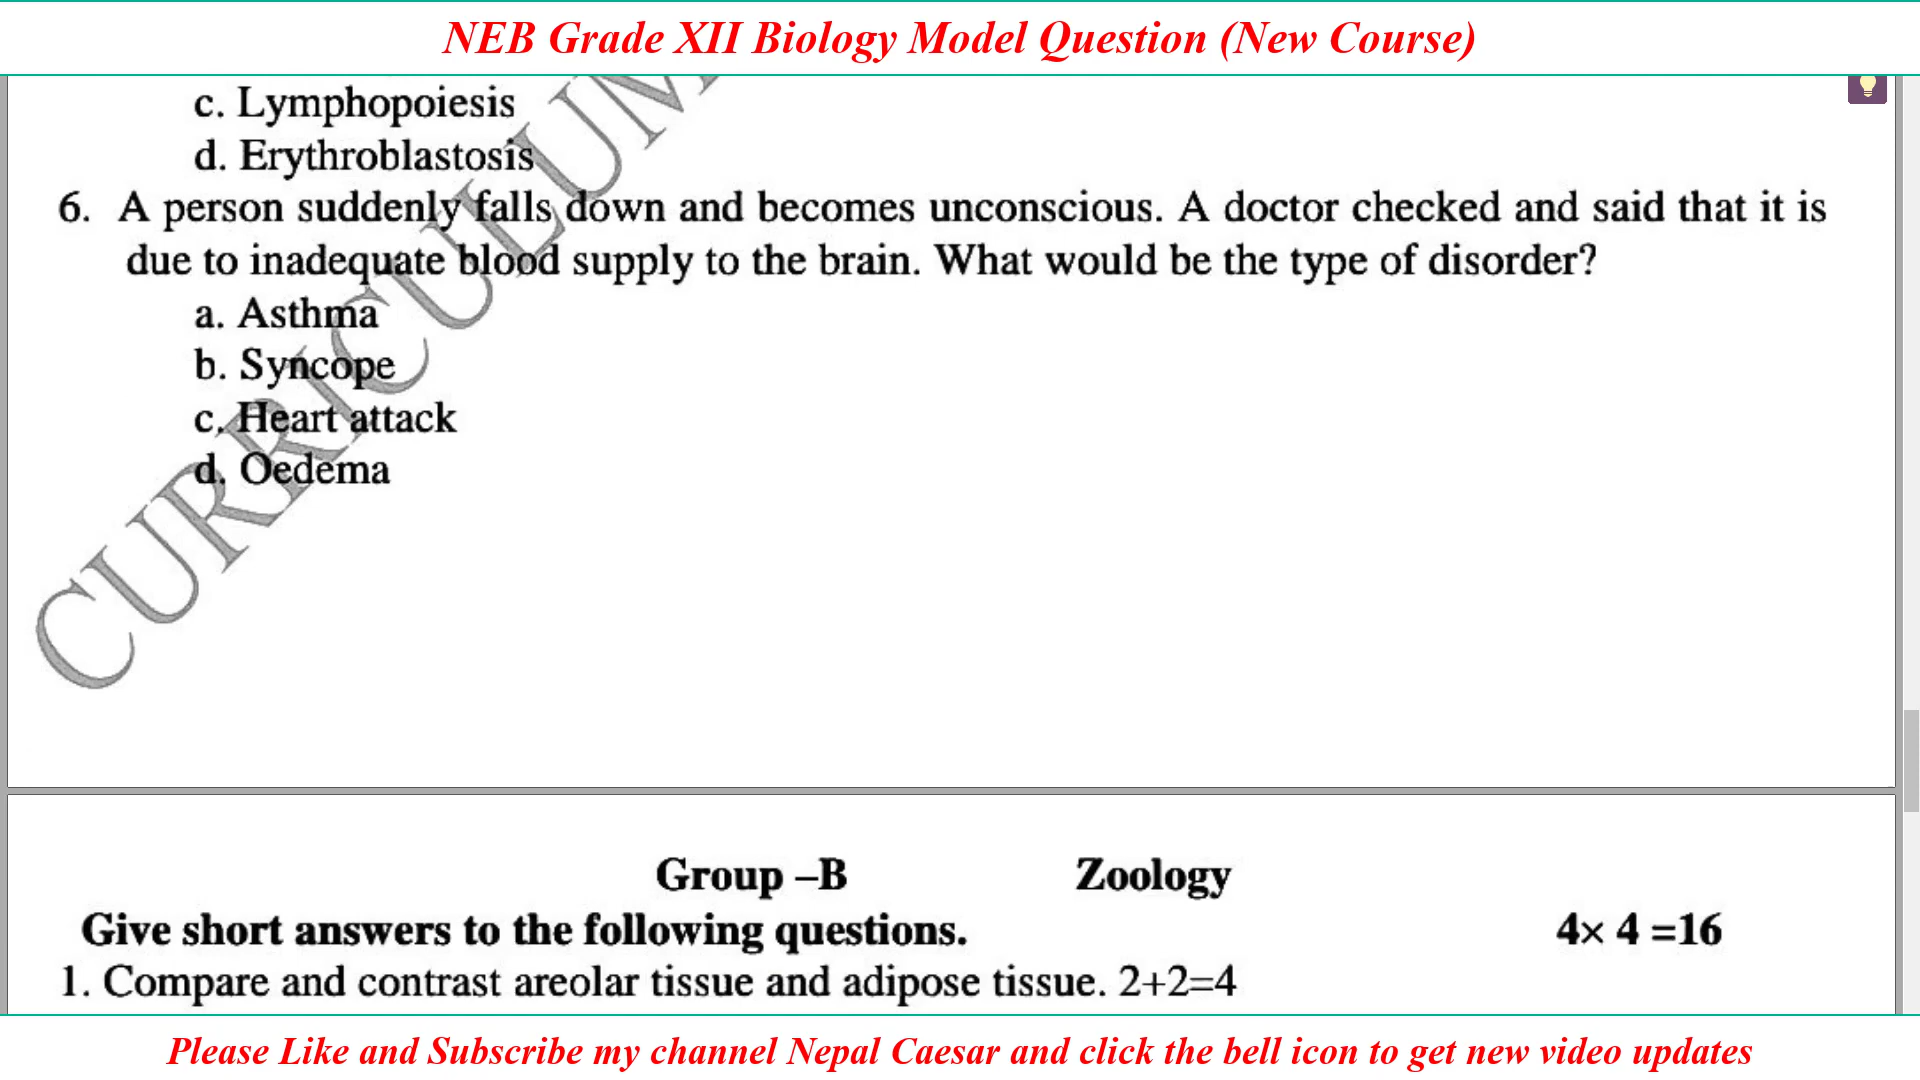 NEB Grade XII Biology Model Question (New Course)
c. Lymphopoiesis
d. Erythroblastosis
6. A person suddenly falls down and becomes unconscious. A doctor checked and said that it is
due to inadequate blood supply to the brain. What would be the type of disorder?
a. Asthma
b. Syncope
c. Heart attack
d. Oedema
CURRICULUM
Group –B Zoology
Give short answers to the following questions. 4× 4 =16
1. Compare and contrast areolar tissue and adipose tissue. 2+2=4
Please Like and Subscribe my channel Nepal Caesar and click the bell icon to get new video updates